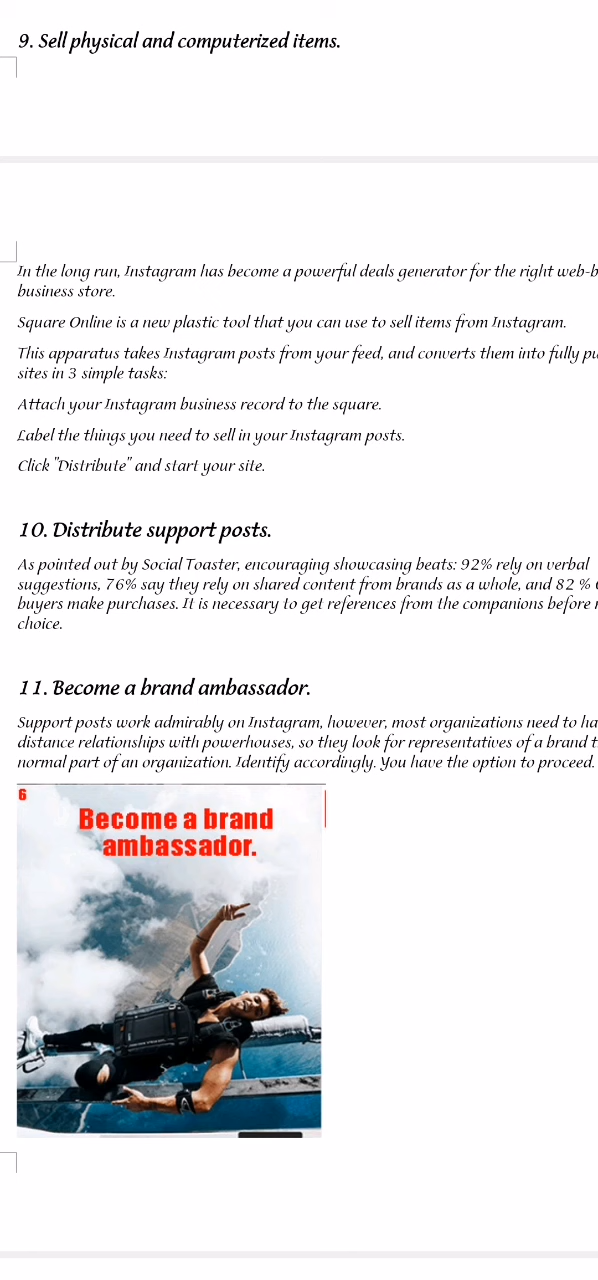 9. Sell physical and computerized items.
In the long run, Instagram has become a powerful deals generator for the right web-b
business store.
Square Online is a new plastic tool that you can use to sell items from Instagram.
This apparatus takes Instagram posts from your feed, and converts them into fully pu
sites in 3 simple tasks:
Attach your Instagram business record to the square.
Label the things you need to sell in your Instagram posts.
Click "Distribute" and start your site.
10. Distribute support posts.
As pointed out by Social Toaster, encouraging showcasing beats: 92% rely on verbal
suggestions, 76% say they rely on shared content from brands as a whole, and 82 %
buyers make purchases. It is necessary to get references from the companions before
choice.
11. Become a brand ambassador.
Support posts work admirably on Instagram, however, most organizations need to ha
distance relationships with powerhouses, so they look for representatives of a brand t
normal part of an organization. Identify accordingly. You have the option to proceed.
6
Become a brand
ambassador.